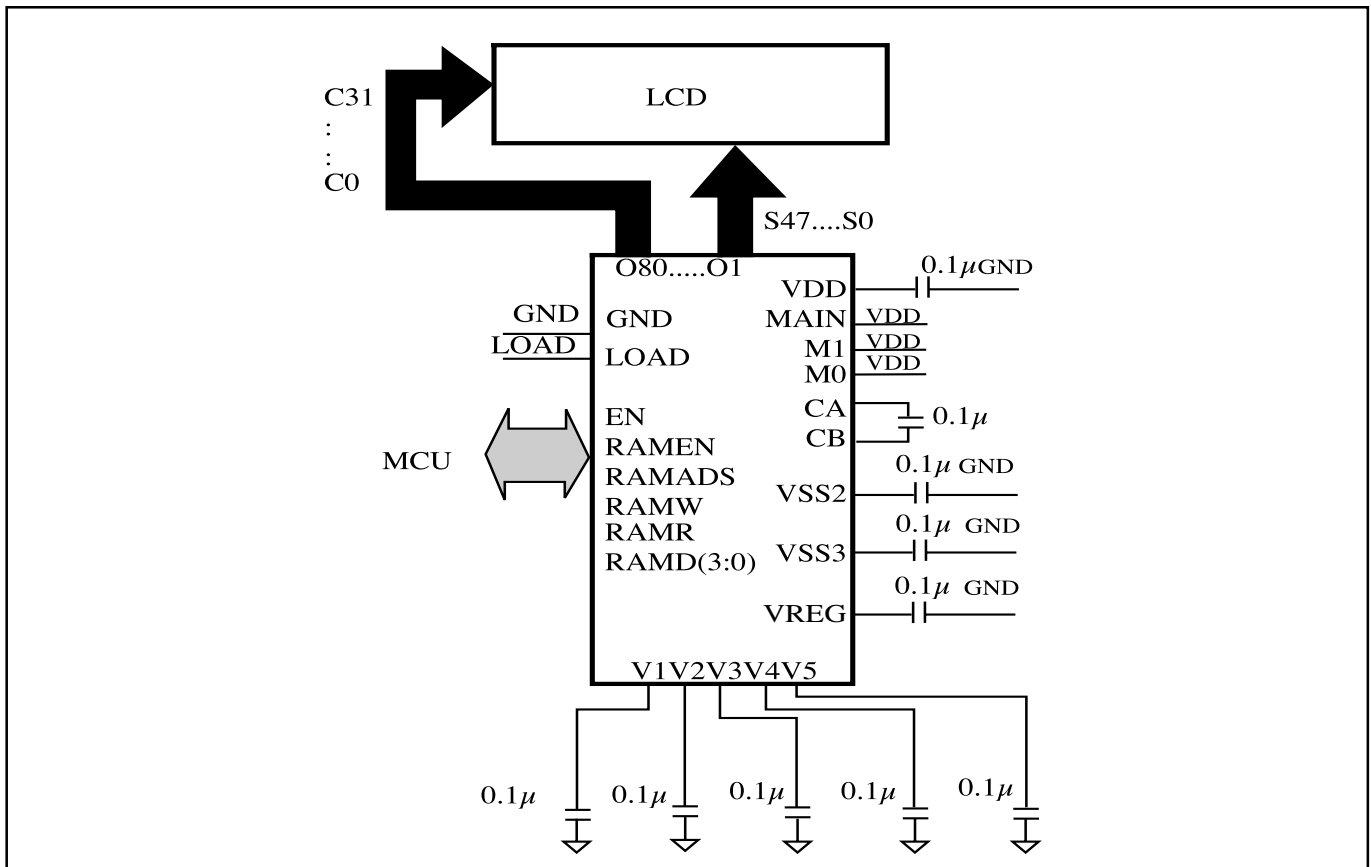 C31
:
:
C0
LCD
S47....S0
O80.....O1
GND
LOAD
GND
LOAD
EN
RAMEN
RAMADS
RAMW
RAMR
RAMD(3:0)
MCU
VDD
MAIN
M1
M0
CA
CB
VSS2
VSS3
VREG
0.1μGND
VDD
VDD
VDD
0.1μ
0.1μ GND
0.1μ GND
0.1μ GND
V1V2V3V4V5
0.1μ
0.1μ
0.1μ
0.1μ
0.1μ